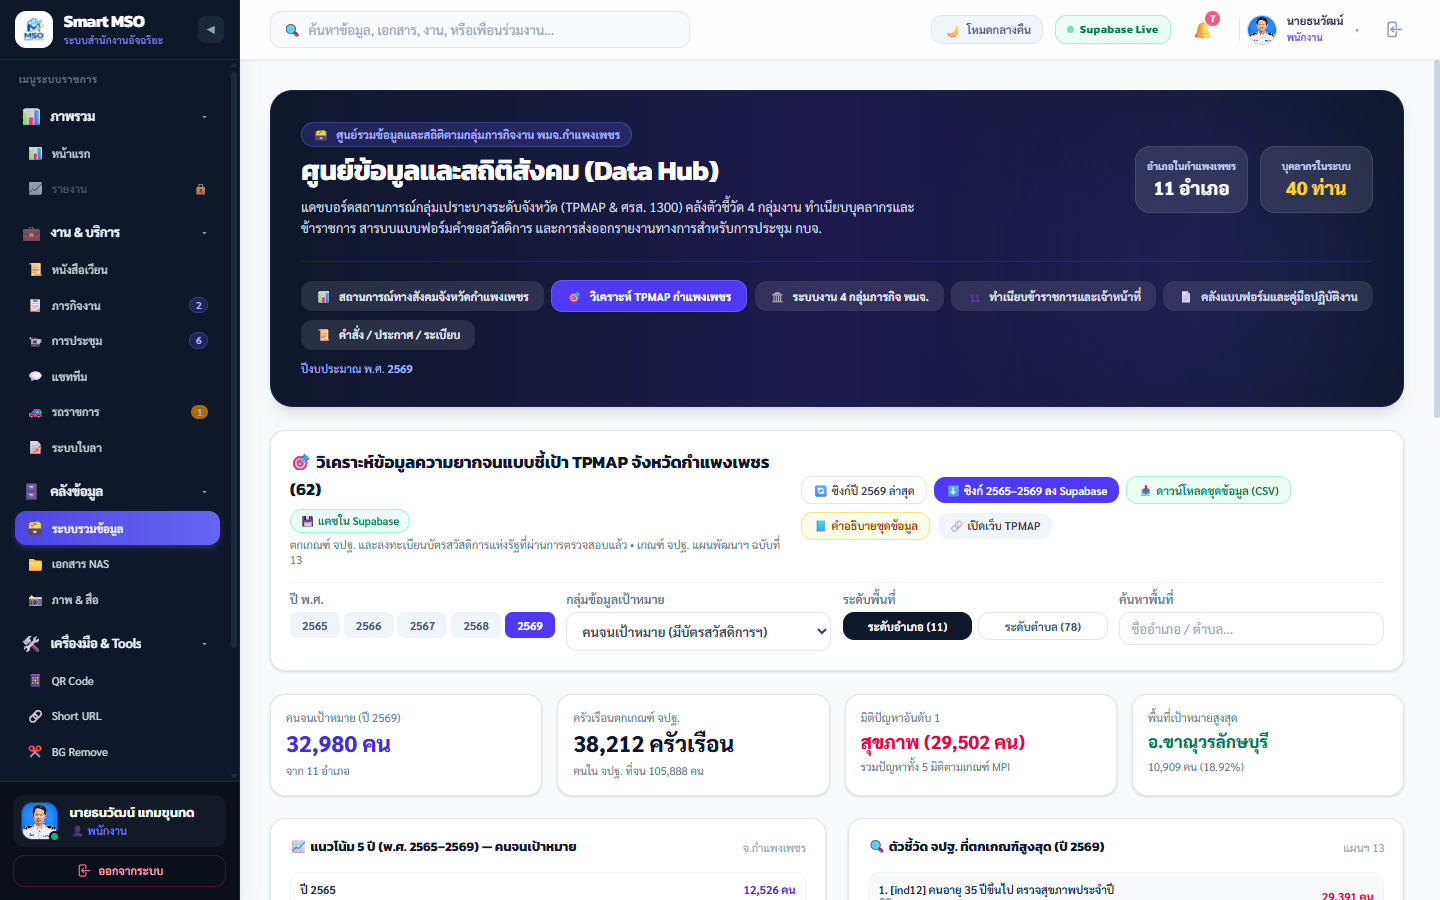 Smart MSO
ระบบสำนักงานอัจฉริยะ
เมนูระบบราชการ
ภาพรวม
หน้าแรก
รายงาน
งาน & บริการ
หนังสือเวียน
ภารกิจงาน 2
การประชุม 6
แชททีม
รถราชการ 1
ระบบใบลา
คลังข้อมูล
ระบบรวมข้อมูล
เอกสาร NAS
ภาพ & สื่อ
เครื่องมือ & Tools
QR Code
Short URL
BG Remove
นายธนวัฒน์ แกมขุนทด
พนักงาน
ออกจากระบบ
ค้นหาข้อมูล, เอกสาร, งาน, หรือเพื่อนร่วมงาน...
โหมดกลางคืน
Supabase Live
7
นายธนวัฒน์
พนักงาน
ศูนย์รวมข้อมูลและสถิติตามกลุ่มภารกิจงาน พมจ.กำแพงเพชร
ศูนย์ข้อมูลและสถิติสังคม (Data Hub)
แดชบอร์ดสถานการณ์กลุ่มเปราะบางระดับจังหวัด (TPMAP & ศรส. 1300) คลังตัวชี้วัด 4 กลุ่มงาน ทำเนียบบุคลากรและ
ข้าราชการ สารบบแบบฟอร์มคำขอสวัสดิการ และการส่งออกรายงานทางการสำหรับการประชุม กบจ.
อำเภอในกำแพงเพชร
11 อำเภอ
บุคลากรในระบบ
40 ท่าน
สถานการณ์ทางสังคมจังหวัดกำแพงเพชร
วิเคราะห์ TPMAP กำแพงเพชร
ระบบงาน 4 กลุ่มภารกิจ พมจ.
ทำเนียบข้าราชการและเจ้าหน้าที่
คลังแบบฟอร์มและคู่มือปฏิบัติงาน
คำสั่ง / ประกาศ / ระเบียบ
ปีงบประมาณ พ.ศ. 2569
วิเคราะห์ข้อมูลความยากจนแบบชี้เป้า TPMAP จังหวัดกำแพงเพชร
(62)
แคชใน Supabase
ตกเกณฑ์ จปฐ. และลงทะเบียนบัตรสวัสดิการแห่งรัฐที่ผ่านการตรวจสอบแล้ว • เกณฑ์ จปฐ. แผนพัฒนาฯ ฉบับที่
13
ซิงก์ปี 2569 ล่าสุด
ซิงก์ 2565–2569 ลง Supabase
ดาวน์โหลดชุดข้อมูล (CSV)
คำอธิบายชุดข้อมูล
เปิดเว็บ TPMAP
ปี พ.ศ.
2565 2566 2567 2568 2569
กลุ่มข้อมูลเป้าหมาย
คนจนเป้าหมาย (มีบัตรสวัสดิการฯ)
ระดับพื้นที่
ระดับอำเภอ (11)
ระดับตำบล (78)
ค้นหาพื้นที่
ชื่ออำเภอ / ตำบล...
คนจนเป้าหมาย (ปี 2569)
32,980 คน
จาก 11 อำเภอ
ครัวเรือนตกเกณฑ์ จปฐ.
38,212 ครัวเรือน
คนใน จปฐ. ที่จน 105,888 คน
มิติปัญหาอันดับ 1
สุขภาพ (29,502 คน)
รวมปัญหาทั้ง 5 มิติตามเกณฑ์ MPI
พื้นที่เป้าหมายสูงสุด
อ.ขาณุวรลักษบุรี
10,909 คน (18.92%)
แนวโน้ม 5 ปี (พ.ศ. 2565–2569) — คนจนเป้าหมาย
จ.กำแพงเพชร
ปี 2565
12,526 คน
ตัวชี้วัด จปฐ. ที่ตกเกณฑ์สูงสุด (ปี 2569)
แผนฯ 13
1. [ind12] คนอายุ 35 ปีขึ้นไป ตรวจสุขภาพประจำปี
29,391 คน